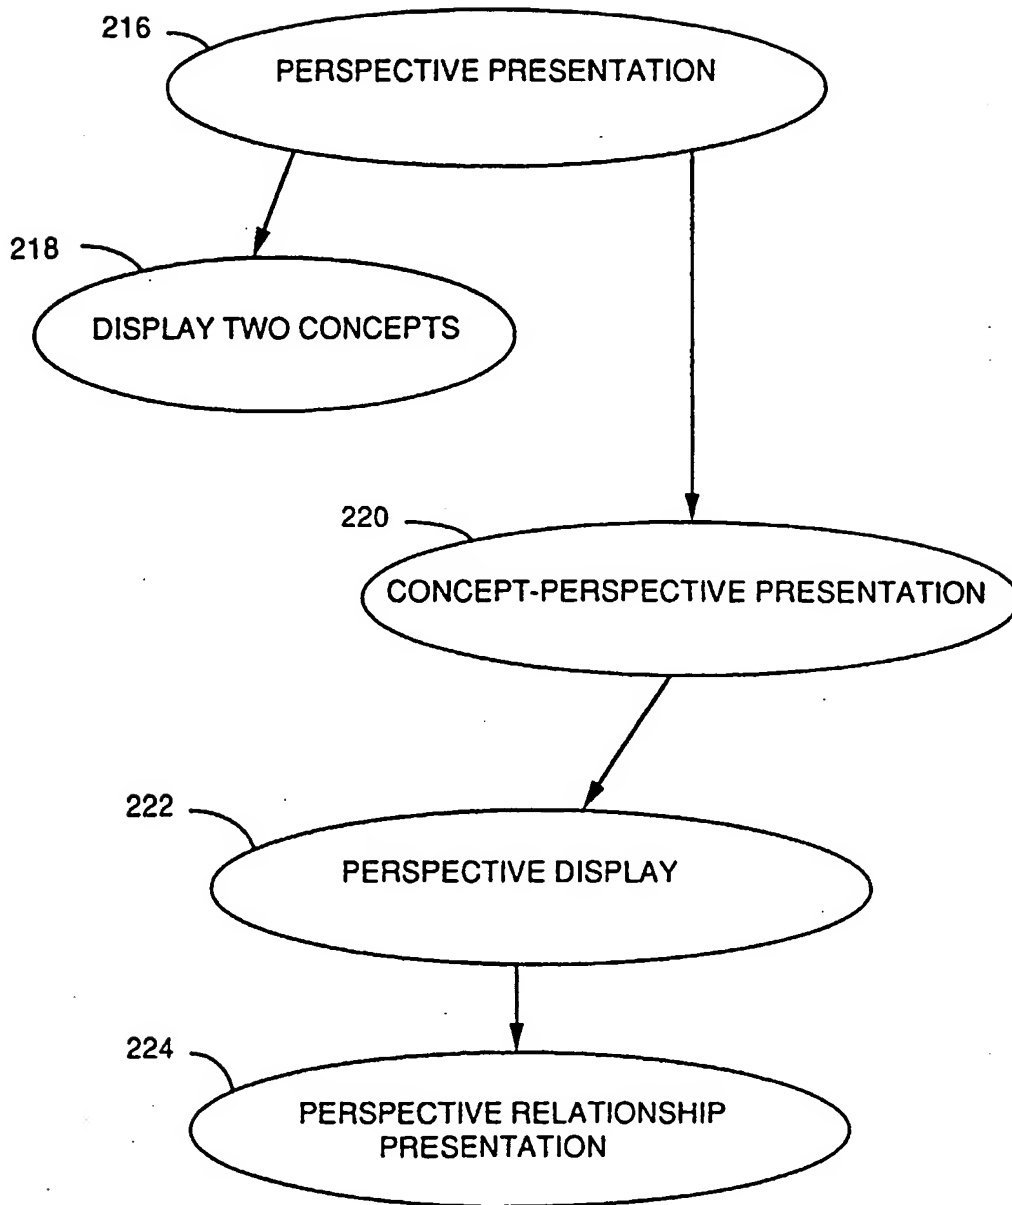 216
PERSPECTIVE PRESENTATION
218
DISPLAY TWO CONCEPTS
220
CONCEPT-PERSPECTIVE PRESENTATION
222
PERSPECTIVE DISPLAY
224
PERSPECTIVE RELATIONSHIP
PRESENTATION